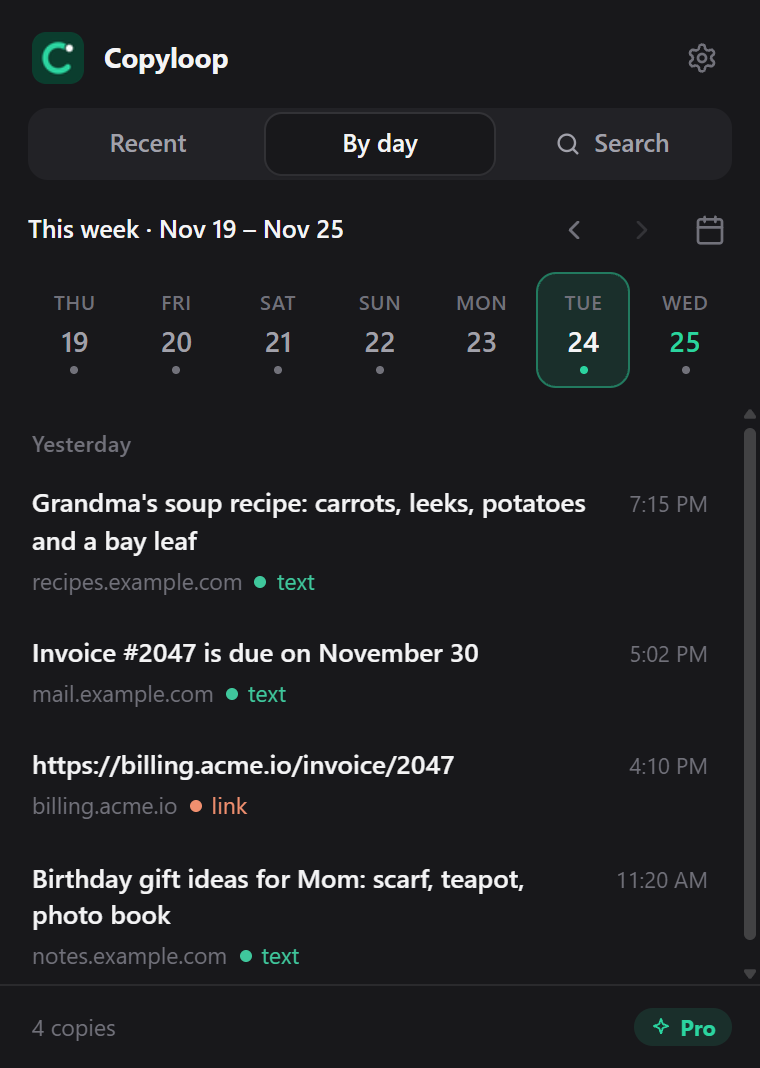 Copyloop
Recent
By day
Search
This week · Nov 19 – Nov 25
THU FRI SAT SUN MON TUE WED
19 20 21 22 23 24 25
Yesterday
Grandma's soup recipe: carrots, leeks, potatoes 7:15 PM
and a bay leaf
recipes.example.com text
Invoice #2047 is due on November 30 5:02 PM
mail.example.com text
https://billing.acme.io/invoice/2047 4:10 PM
billing.acme.io link
Birthday gift ideas for Mom: scarf, teapot, 11:20 AM
photo book
notes.example.com text
4 copies
Pro